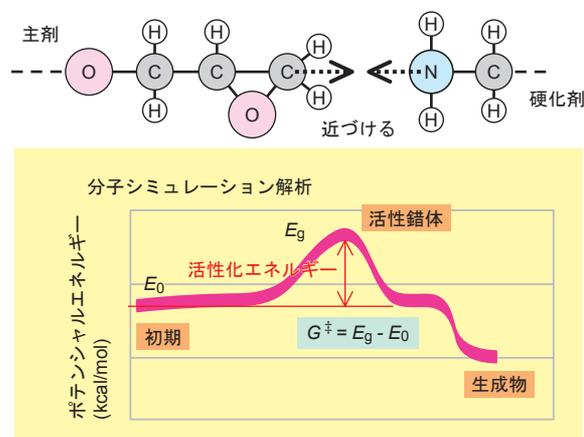 主剤
H H H H H
O C C C N C
H O H H H
近づける
硬化剤
分子シミュレーション解析
ポテンシャルエネルギー
(kcal/mol)
活性錯体
Eg
活性化エネルギー
E0
G‡ = Eg - E0
初期
生成物